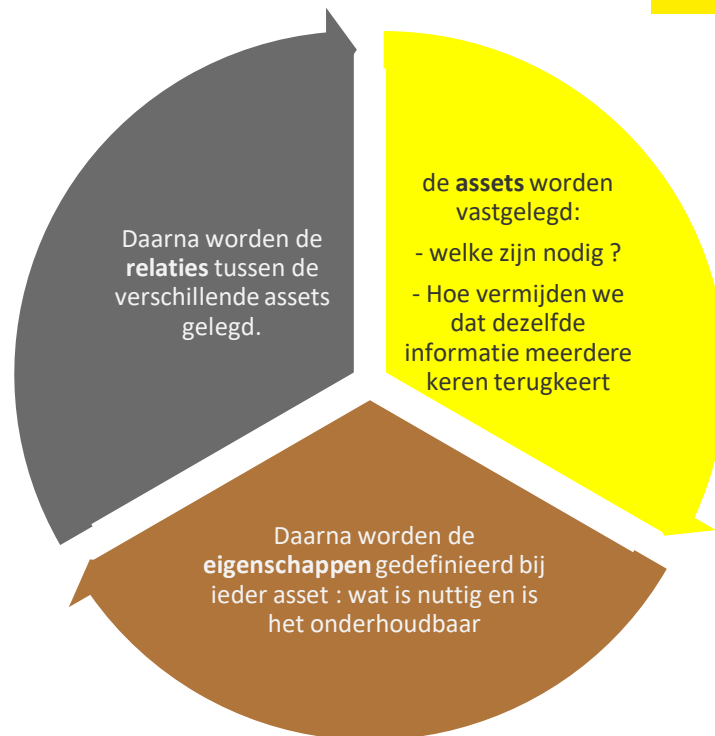 de assets worden
vastgelegd:
- welke zijn nodig ?
- Hoe vermijden we
dat dezelfde
informatie meerdere
keren terugkeert
Daarna worden de
eigenschappen gedefinieerd bij
ieder asset : wat is nuttig en is
het onderhoudbaar
Daarna worden de
relaties tussen de
verschillende assets
gelegd.